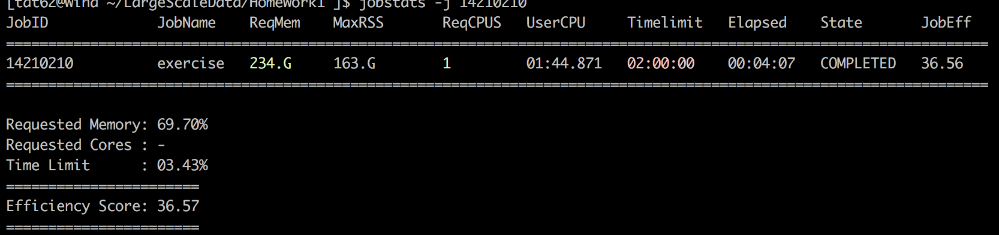 [tdt62@wind ~/LargeScaleData/HomeWork1 ]$ jobstats -j 14210210
JobID JobName ReqMem MaxRSS ReqCPUS UserCPU Timelimit Elapsed State JobEff
=====================================================================================================================
14210210 exercise 234.G 163.G 1 01:44.871 02:00:00 00:04:07 COMPLETED 36.56
=====================================================================================================================
Requested Memory: 69.70%
Requested Cores : -
Time Limit : 03.43%
=======================
Efficiency Score: 36.57
=======================